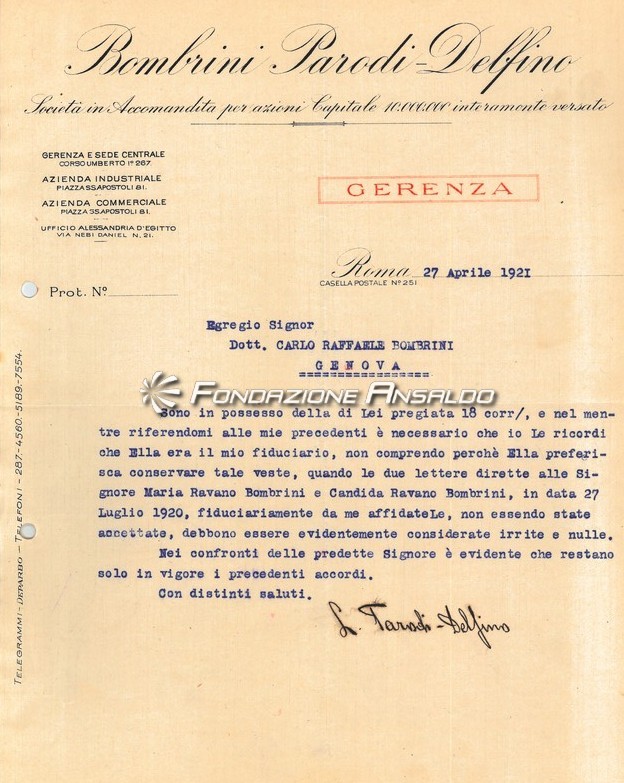 Bombrini Parodi-Delfino
Società in Accomandita per azioni Capitale 10.000.000 interamente versato
GERENZA E SEDE CENTRALE
CORSO UMBERTO 1º 267
AZIENDA INDUSTRIALE
PIAZZA SS. APOSTOLI 81.
AZIENDA COMMERCIALE
PIAZZA SS. APOSTOLI 81.
UFFICIO ALESSANDRIA D'EGITTO
VIA NEBI DANIEL N. 21.
GERENZA
Roma 27 Aprile 1921
CASELLA POSTALE Nº 251
Prot. Nº
Egregio Signor
Dott. CARLO RAFFAELE BOMBRINI
GENOVA
FONDAZIONE ANSALDO
Sono in possesso della di Lei pregiata 18 corr/, e nel men-
tre riferendomi alle mie precedenti è necessario che io Le ricordi
che Ella era il mio fiduciario, non comprendo perchè Ella preferi-
sca conservare tale veste, quando le due lettere dirette alle Si-
gnore Maria Ravano Bombrini e Candida Ravano Bombrini, in data 27
Luglio 1920, fiduciariamente da me affidateLe, non essendo state
accettate, debbono essere evidentemente considerate irrite e nulle.
Nei confronti delle predette Signore è evidente che restano
solo in vigore i precedenti accordi.
Con distinti saluti.
L. Parodi-Delfino
TELEGRAMMI-DEPARBO — TELEFONI - 287-4560-5189-7554.